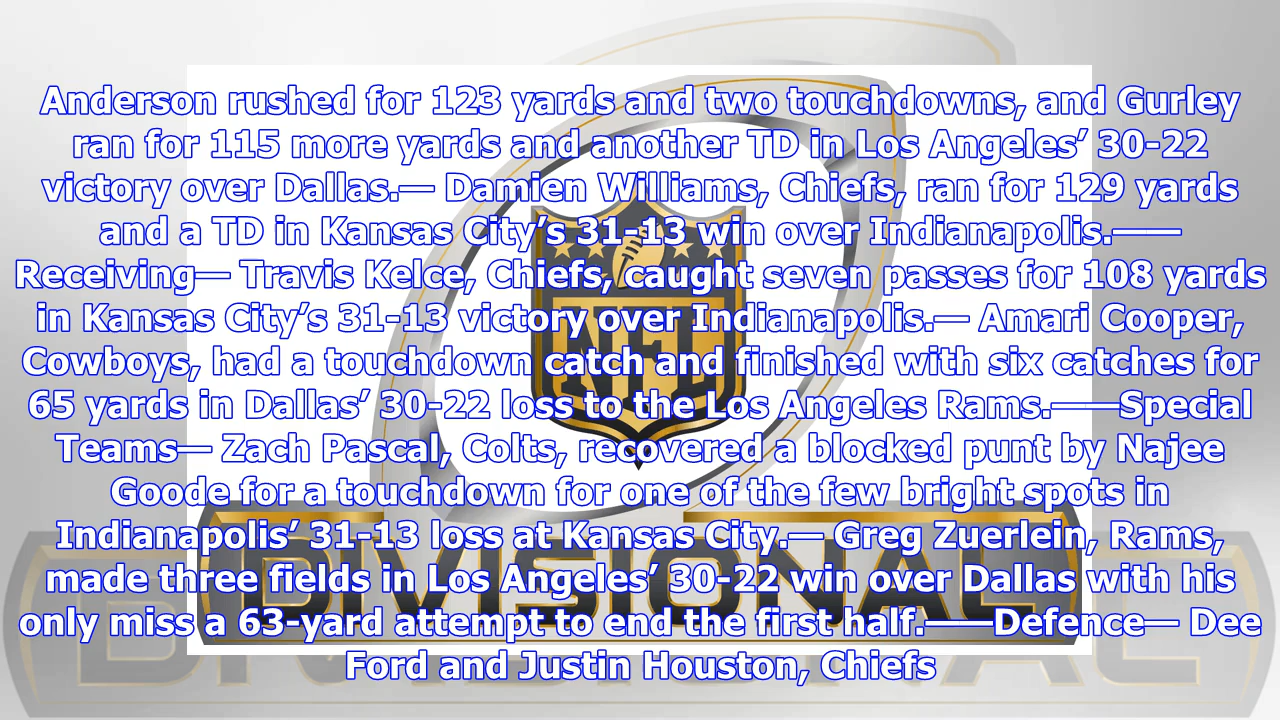 Anderson rushed for 123 yards and two touchdowns, and Gurley
ran for 115 more yards and another TD in Los Angeles’ 30-22
victory over Dallas.— Damien Williams, Chiefs, ran for 129 yards
and a TD in Kansas City’s 31-13 win over Indianapolis.——
Receiving— Travis Kelce, Chiefs, caught seven passes for 108 yards
in Kansas City’s 31-13 victory over Indianapolis.— Amari Cooper,
Cowboys, had a touchdown catch and finished with six catches for
65 yards in Dallas’ 30-22 loss to the Los Angeles Rams.——Special
Teams— Zach Pascal, Colts, recovered a blocked punt by Najee
Goode for a touchdown for one of the few bright spots in
Indianapolis’ 31-13 loss at Kansas City.— Greg Zuerlein, Rams,
made three fields in Los Angeles’ 30-22 win over Dallas with his
only miss a 63-yard attempt to end the first half.——Defence— Dee
Ford and Justin Houston, Chiefs
NFL
DIVISIONAL